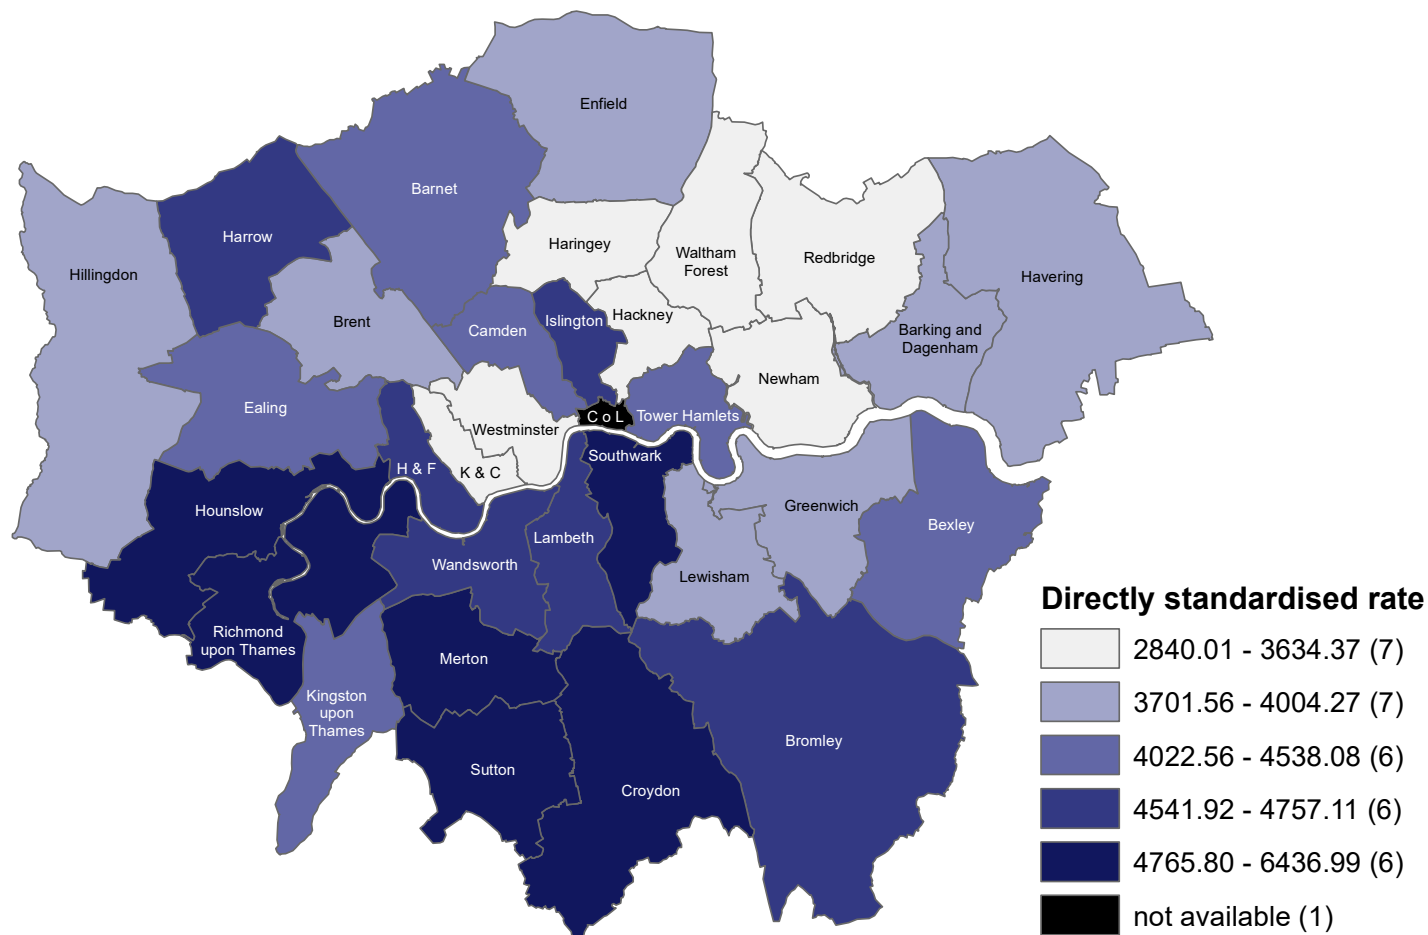 Enfield
Barnet
Harrow
Haringey
Waltham
Forest
Redbridge
Hillingdon
Havering
Brent
Camden
Islington
Hackney
Barking and
Dagenham
Newham
Ealing
C o L
Tower Hamlets
Westminster
H & F
K & C
Southwark
Hounslow
Greenwich
Bexley
Lambeth
Wandsworth
Lewisham
Richmond
upon Thames
Merton
Kingston
upon
Thames
Bromley
Sutton
Croydon
Directly standardised rate
2840.01 - 3634.37 (7)
3701.56 - 4004.27 (7)
4022.56 - 4538.08 (6)
4541.92 - 4757.11 (6)
4765.80 - 6436.99 (6)
not available (1)